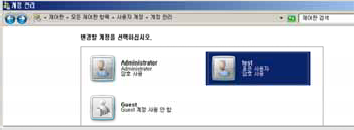 계정 관리
« 제어판 › 모든 제어판 항목 › 사용자 계정 › 계정 관리
제어판 검색
변경할 계정을 선택하십시오.
Administrator
Administrator
암호 사용
test
표준 사용자
암호 사용
Guest
Guest 계정 사용 안 함